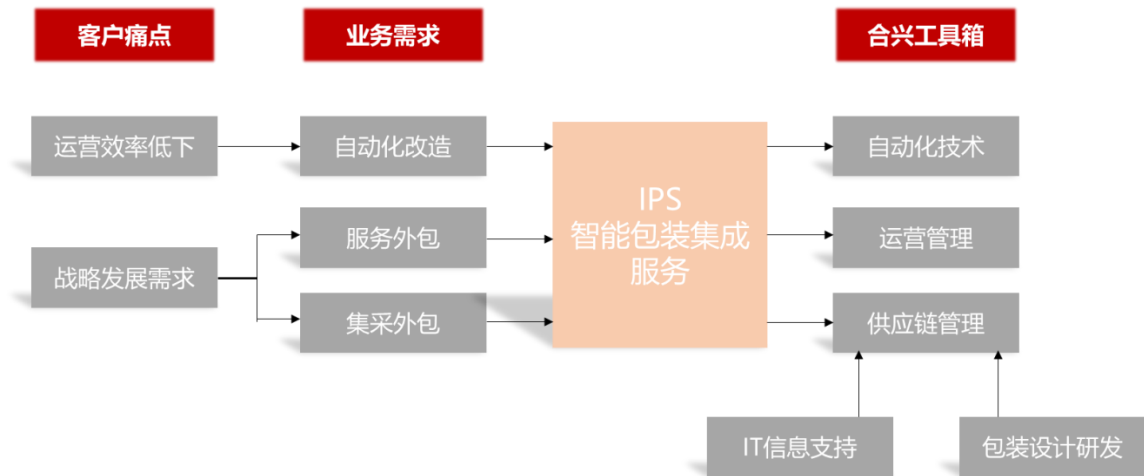 客户痛点
业务需求
合兴工具箱
运营效率低下
自动化改造
自动化技术
IPS
智能包装集成
服务
服务外包
运营管理
战略发展需求
集采外包
供应链管理
IT信息支持
包装设计研发